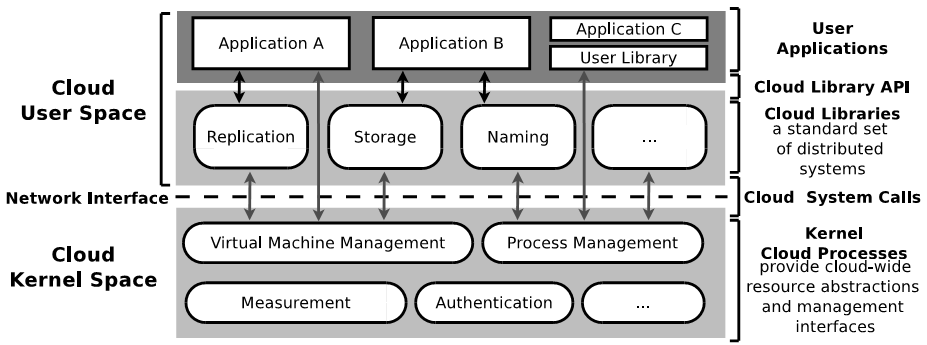 Application A
Application B
Application C
User Library
User
Applications
Cloud
User Space
Cloud Library API
Replication
Storage
Naming
...
Cloud Libraries
a standard set
of distributed
systems
Network Interface
Cloud System Calls
Cloud
Kernel Space
Virtual Machine Management
Process Management
Kernel
Cloud Processes
provide cloud-wide
resource abstractions
and management
interfaces
Measurement
Authentication
...